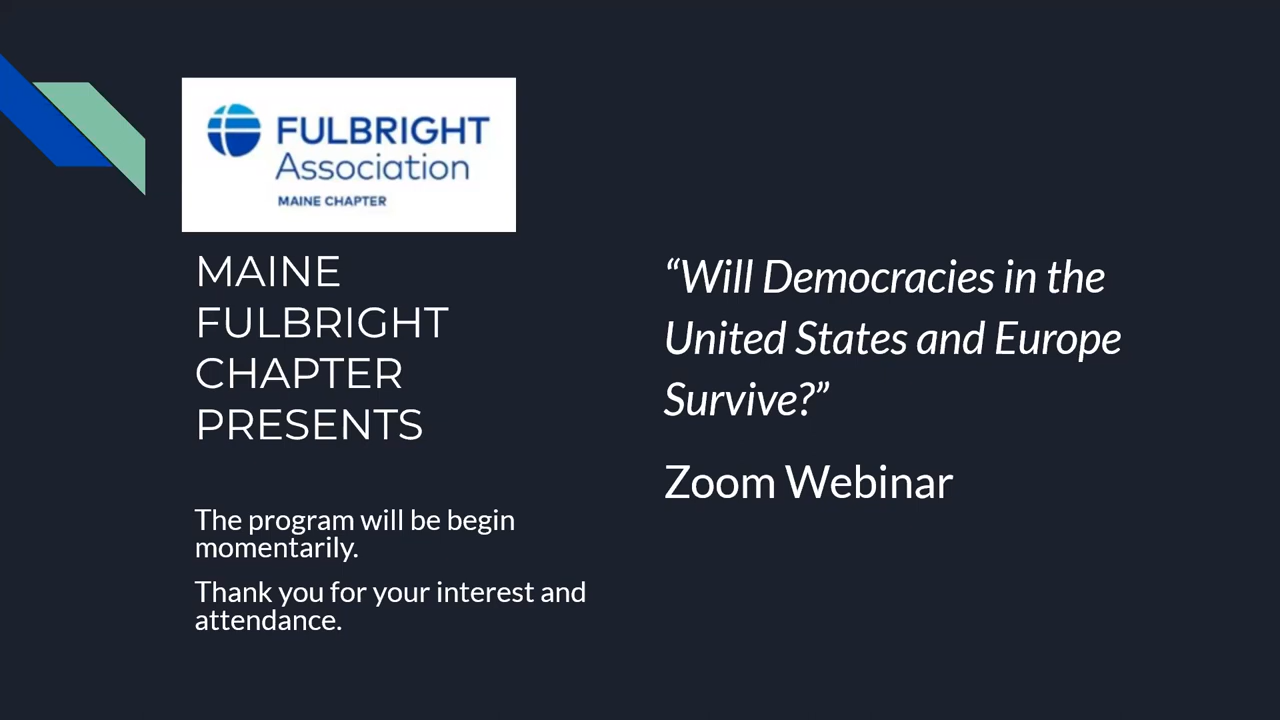 FULBRIGHT
Association
MAINE CHAPTER
MAINE
FULBRIGHT
CHAPTER
PRESENTS
The program will be begin
momentarily.
Thank you for your interest and
attendance.
“Will Democracies in the
United States and Europe
Survive?”
Zoom Webinar